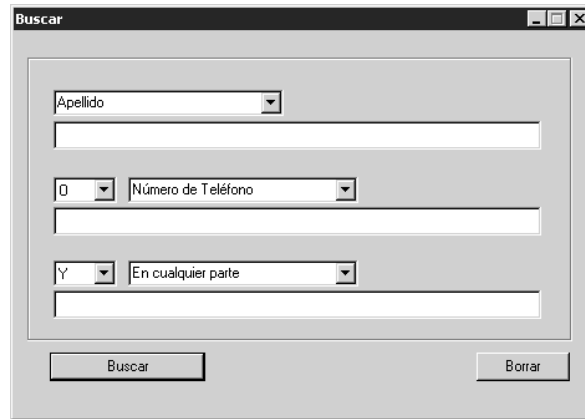 Buscar
Apellido
O Número de Teléfono
Y En cualquier parte
Buscar Borrar